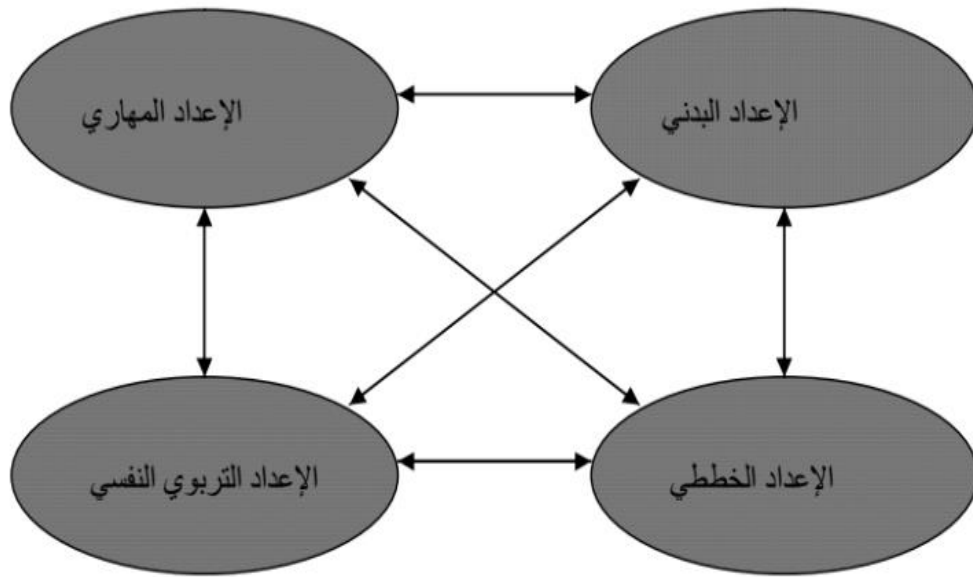 الإعداد البدني
الإعداد المهاري
الإعداد الخططي
الإعداد التربوي النفسي